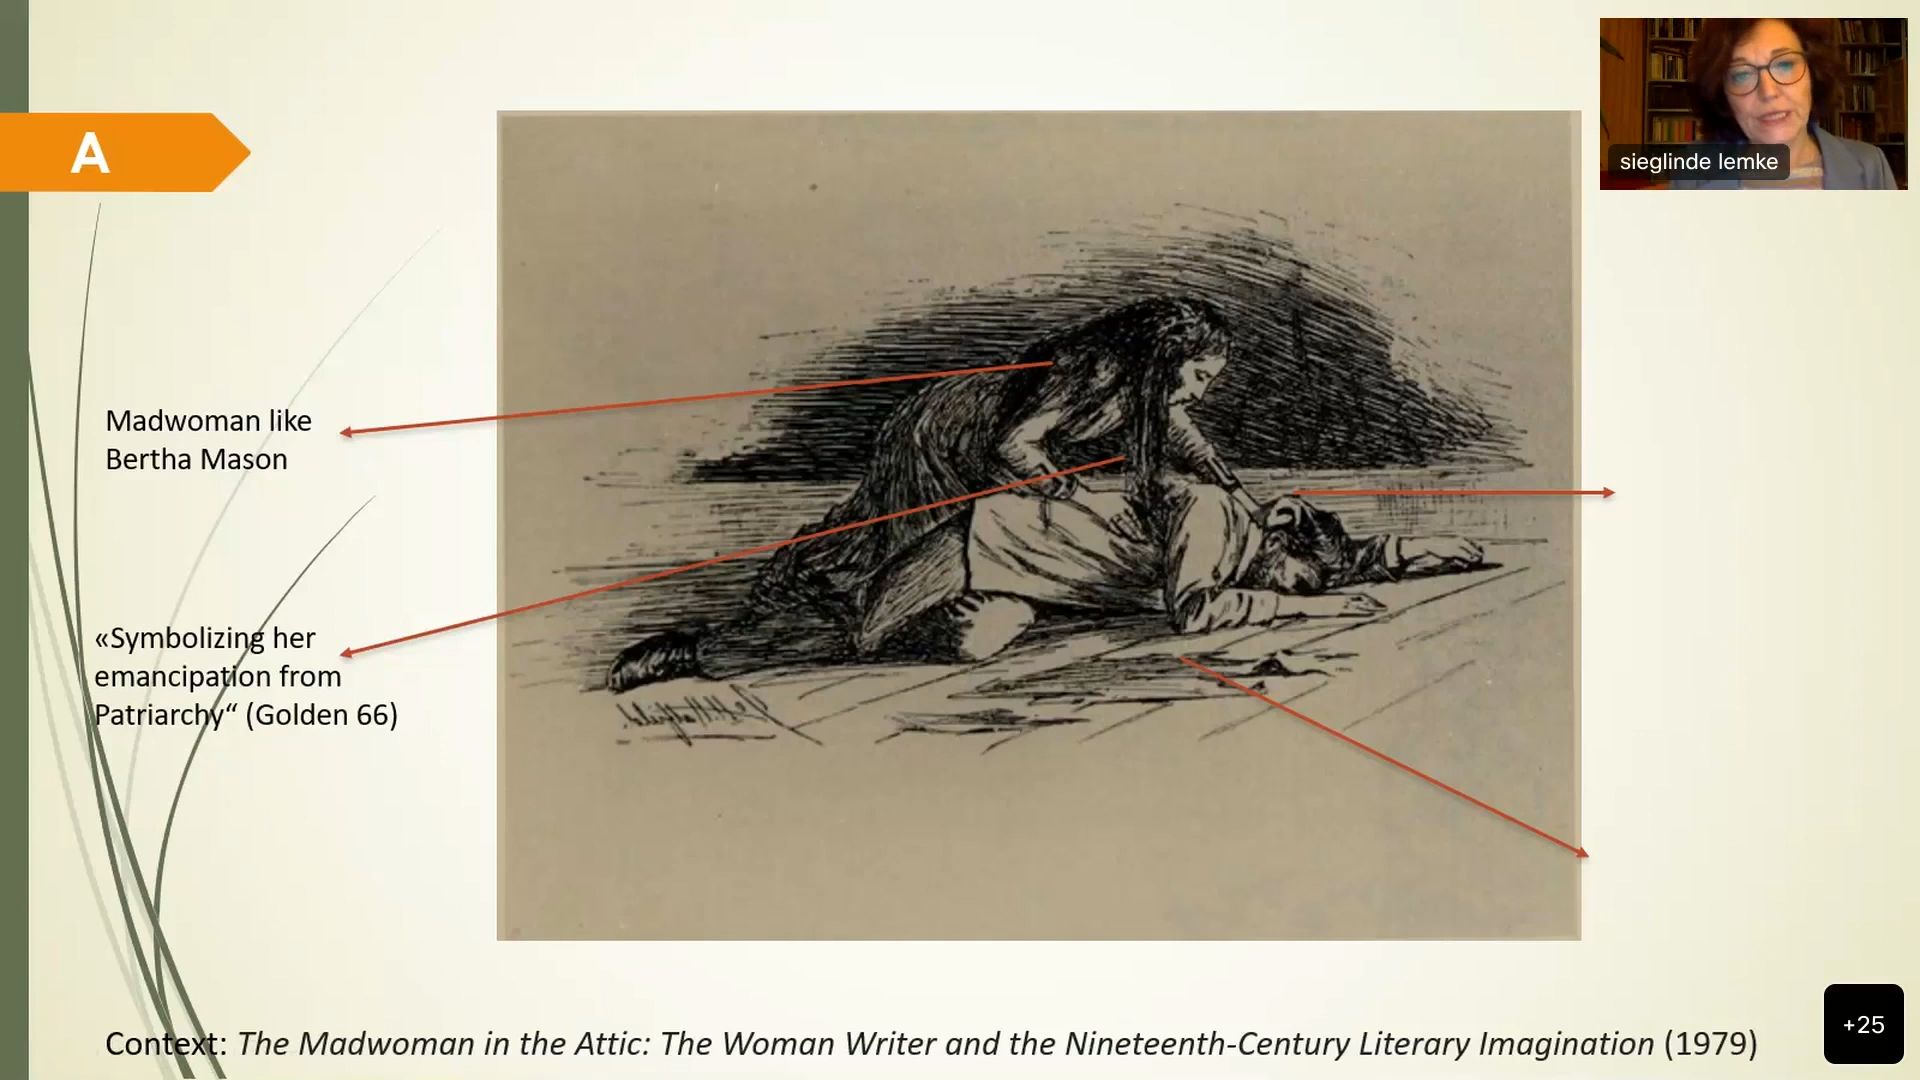 A
sieglinde lemke
Madwoman like
Bertha Mason
«Symbolizing her
emancipation from
Patriarchy“ (Golden 66)
Context: The Madwoman in the Attic: The Woman Writer and the Nineteenth-Century Literary Imagination (1979)
+25